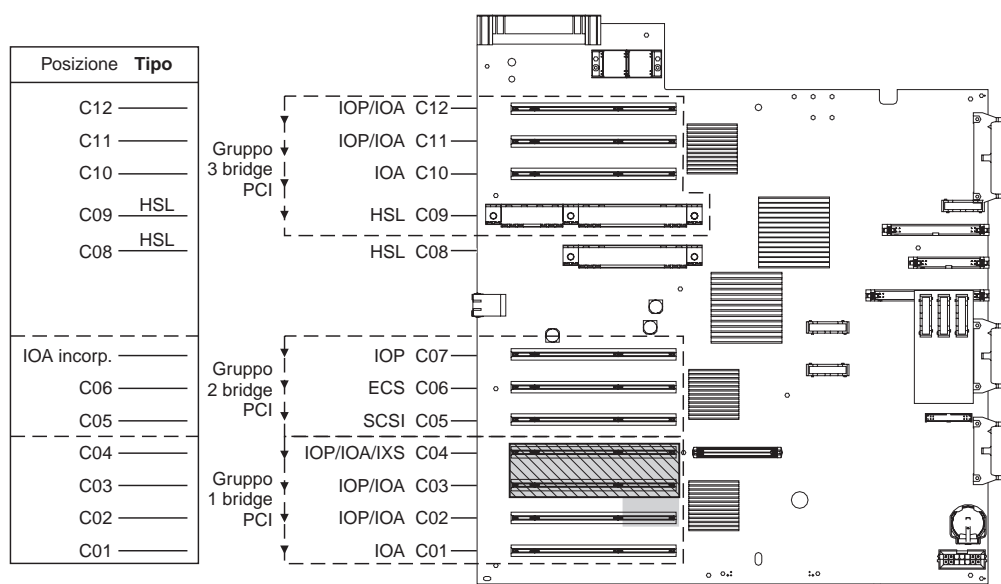 Posizione Tipo
C12
C11
C10
C09 HSL
C08 HSL
IOA incorp.
C06
C05
C04
C03
C02
C01
Gruppo
3 bridge
PCI
IOP/IOA C12
IOP/IOA C11
IOA C10
HSL C09
HSL C08
Gruppo
2 bridge
PCI
IOP C07
ECS C06
SCSI C05
Gruppo
1 bridge
PCI
IOP/IOA/IXS C04
IOP/IOA C03
IOP/IOA C02
IOA C01